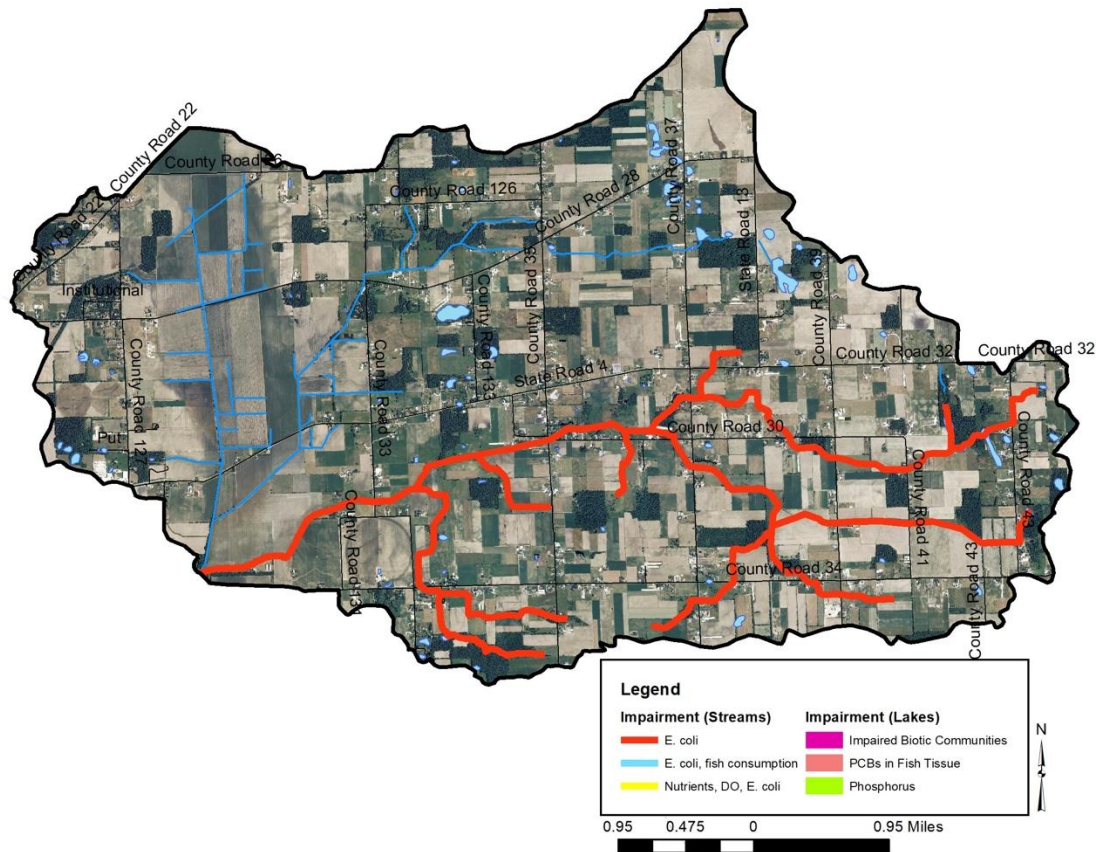 County Road 22
County Road 26
County Road 126
County Road 28
County Road 37
State Road 13
County Road 22
Institutional
County Road 35
County Road 133
County Road 39
County Road 127
County Road 33
State Road 4
County Road 32
County Road 32
County Road 30
Put
County Road 131
County Road 41
County Road 34
County Road 43
Legend
Impairment (Streams)
E. coli
E. coli, fish consumption
Nutrients, DO, E. coli
Impairment (Lakes)
Impaired Biotic Communities
PCBs in Fish Tissue
Phosphorus
N
0.95 0.475 0 0.95 Miles